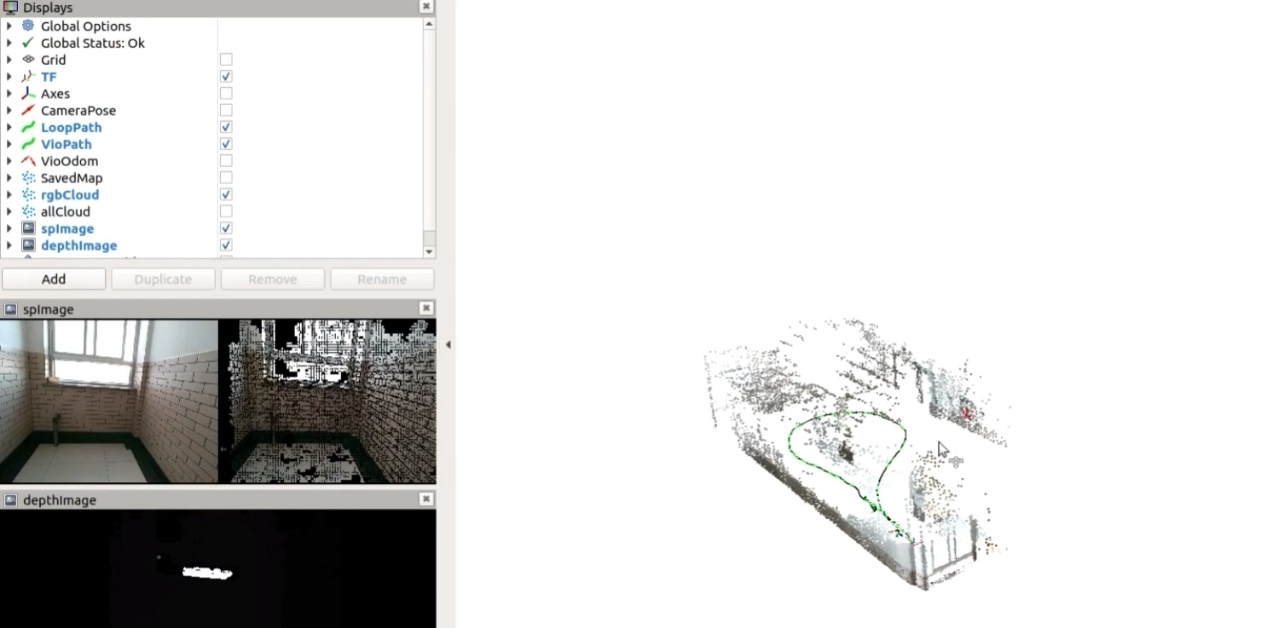 Displays
Global Options
Global Status: Ok
Grid
TF
Axes
CameraPose
LoopPath
VioPath
VioOdom
SavedMap
rgbCloud
allCloud
spImage
depthImage
Add
Duplicate
Remove
Rename
spImage
depthImage